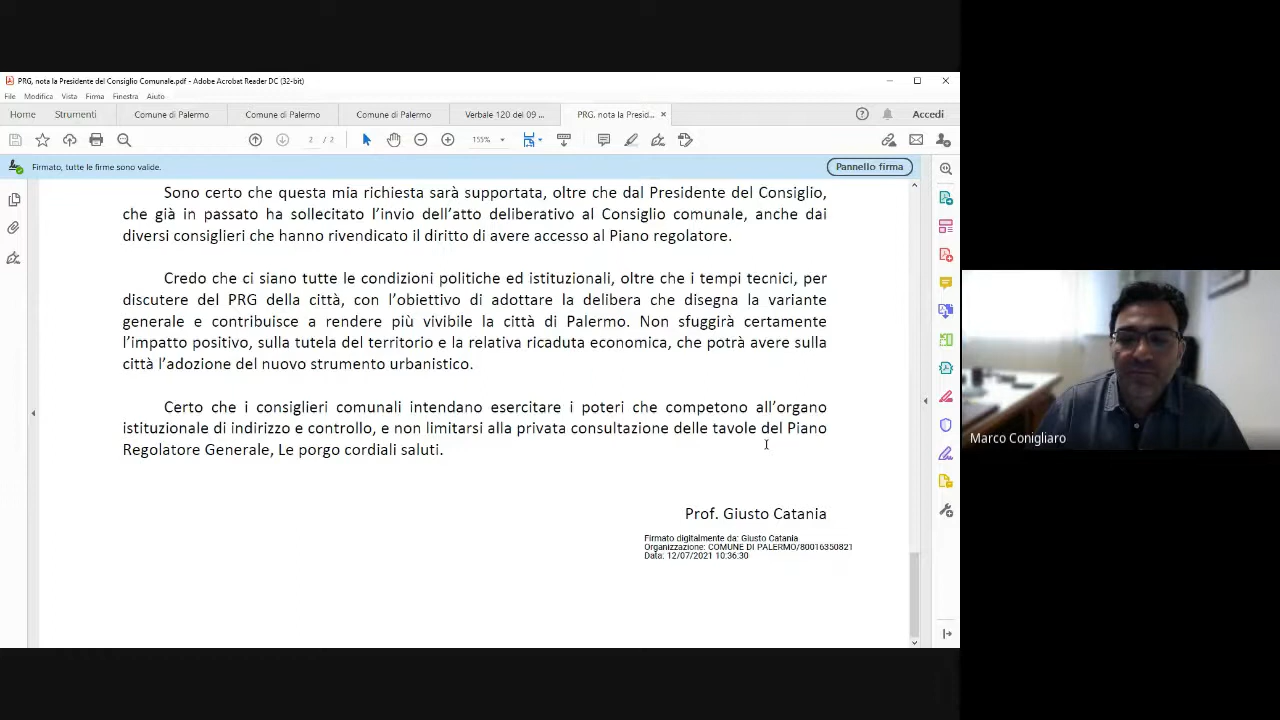 PRG, nota la Presidente del Consiglio Comunale.pdf - Adobe Acrobat Reader DC (32-bit)
File Modifica Vista Firma Finestra Aiuto
Home Strumenti Comune di Palermo Comune di Palermo Comune di Palermo Verbale 120 del 09 ... PRG, nota la Presid... Accedi
2 / 2 155%
Firmato, tutte le firme sono valide. Pannello firma
Sono certo che questa mia richiesta sarà supportata, oltre che dal Presidente del Consiglio,
che già in passato ha sollecitato l’invio dell’atto deliberativo al Consiglio comunale, anche dai
diversi consiglieri che hanno rivendicato il diritto di avere accesso al Piano regolatore.
Credo che ci siano tutte le condizioni politiche ed istituzionali, oltre che i tempi tecnici, per
discutere del PRG della città, con l’obiettivo di adottare la delibera che disegna la variante
generale e contribuisce a rendere più vivibile la città di Palermo. Non sfuggirà certamente
l’impatto positivo, sulla tutela del territorio e la relativa ricaduta economica, che potrà avere sulla
città l’adozione del nuovo strumento urbanistico.
Certo che i consiglieri comunali intendano esercitare i poteri che competono all’organo
istituzionale di indirizzo e controllo, e non limitarsi alla privata consultazione delle tavole del Piano
Regolatore Generale, Le porgo cordiali saluti.
Prof. Giusto Catania
Firmato digitalmente da: Giusto Catania
Organizzazione: COMUNE DI PALERMO/80016350821
Data: 12/07/2021 10:36:30
Marco Conigliaro